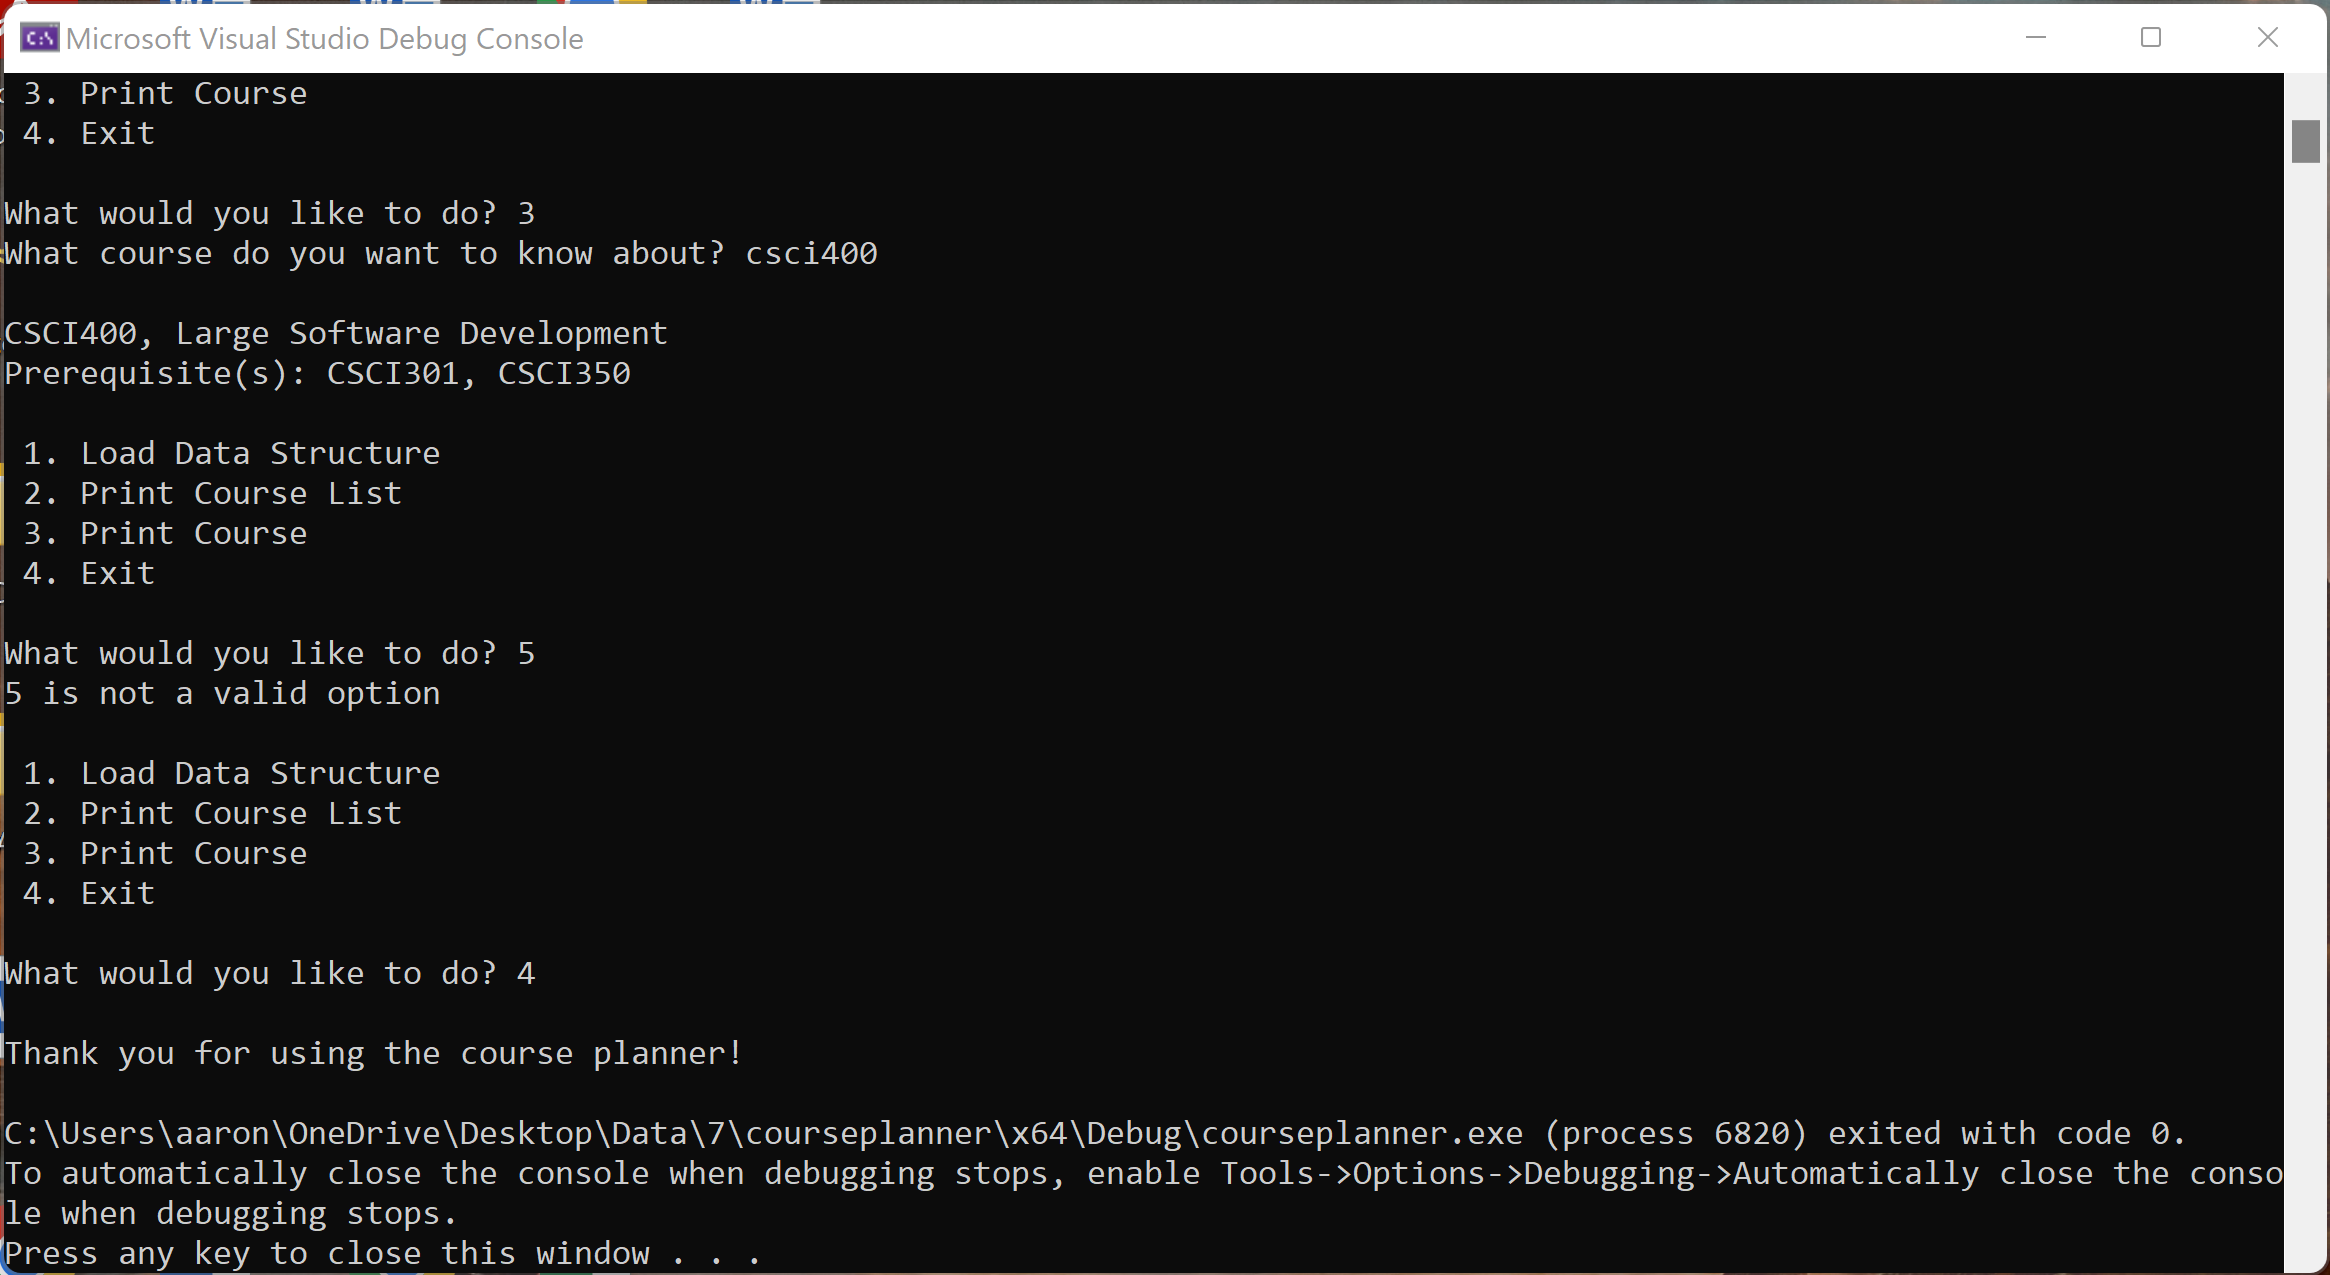 Microsoft Visual Studio Debug Console
3. Print Course
4. Exit
What would you like to do? 3
What course do you want to know about? csci400
CSCI400, Large Software Development
Prerequisite(s): CSCI301, CSCI350
1. Load Data Structure
2. Print Course List
3. Print Course
4. Exit
What would you like to do? 5
5 is not a valid option
1. Load Data Structure
2. Print Course List
3. Print Course
4. Exit
What would you like to do? 4
Thank you for using the course planner!
C:\Users\aaron\OneDrive\Desktop\Data\7\courseplanner\x64\Debug\courseplanner.exe (process 6820) exited with code 0.
To automatically close the console when debugging stops, enable Tools->Options->Debugging->Automatically close the conso
le when debugging stops.
Press any key to close this window . . .